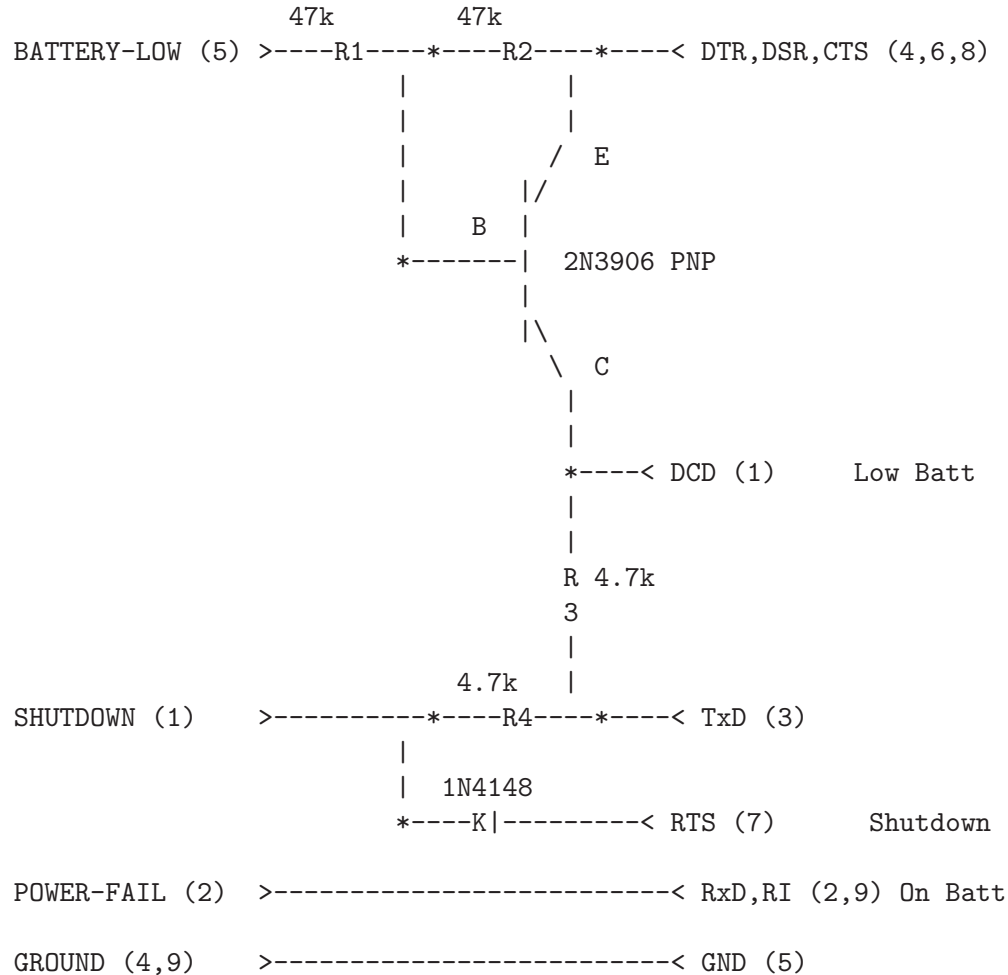 47k 47k
BATTERY-LOW (5) >----R1----*----R2----*----< DTR,DSR,CTS (4,6,8)
| |
| |
| / E
| |/
| B |
*-------| 2N3906 PNP
|
|\
\ C
|
|
*----< DCD (1) Low Batt
|
|
R 4.7k
3
|
4.7k |
SHUTDOWN (1) >----------*----R4----*----< TxD (3)
|
| 1N4148
*----K|---------< RTS (7) Shutdown
POWER-FAIL (2) >--------------------------< RxD,RI (2,9) On Batt
GROUND (4,9) >--------------------------< GND (5)